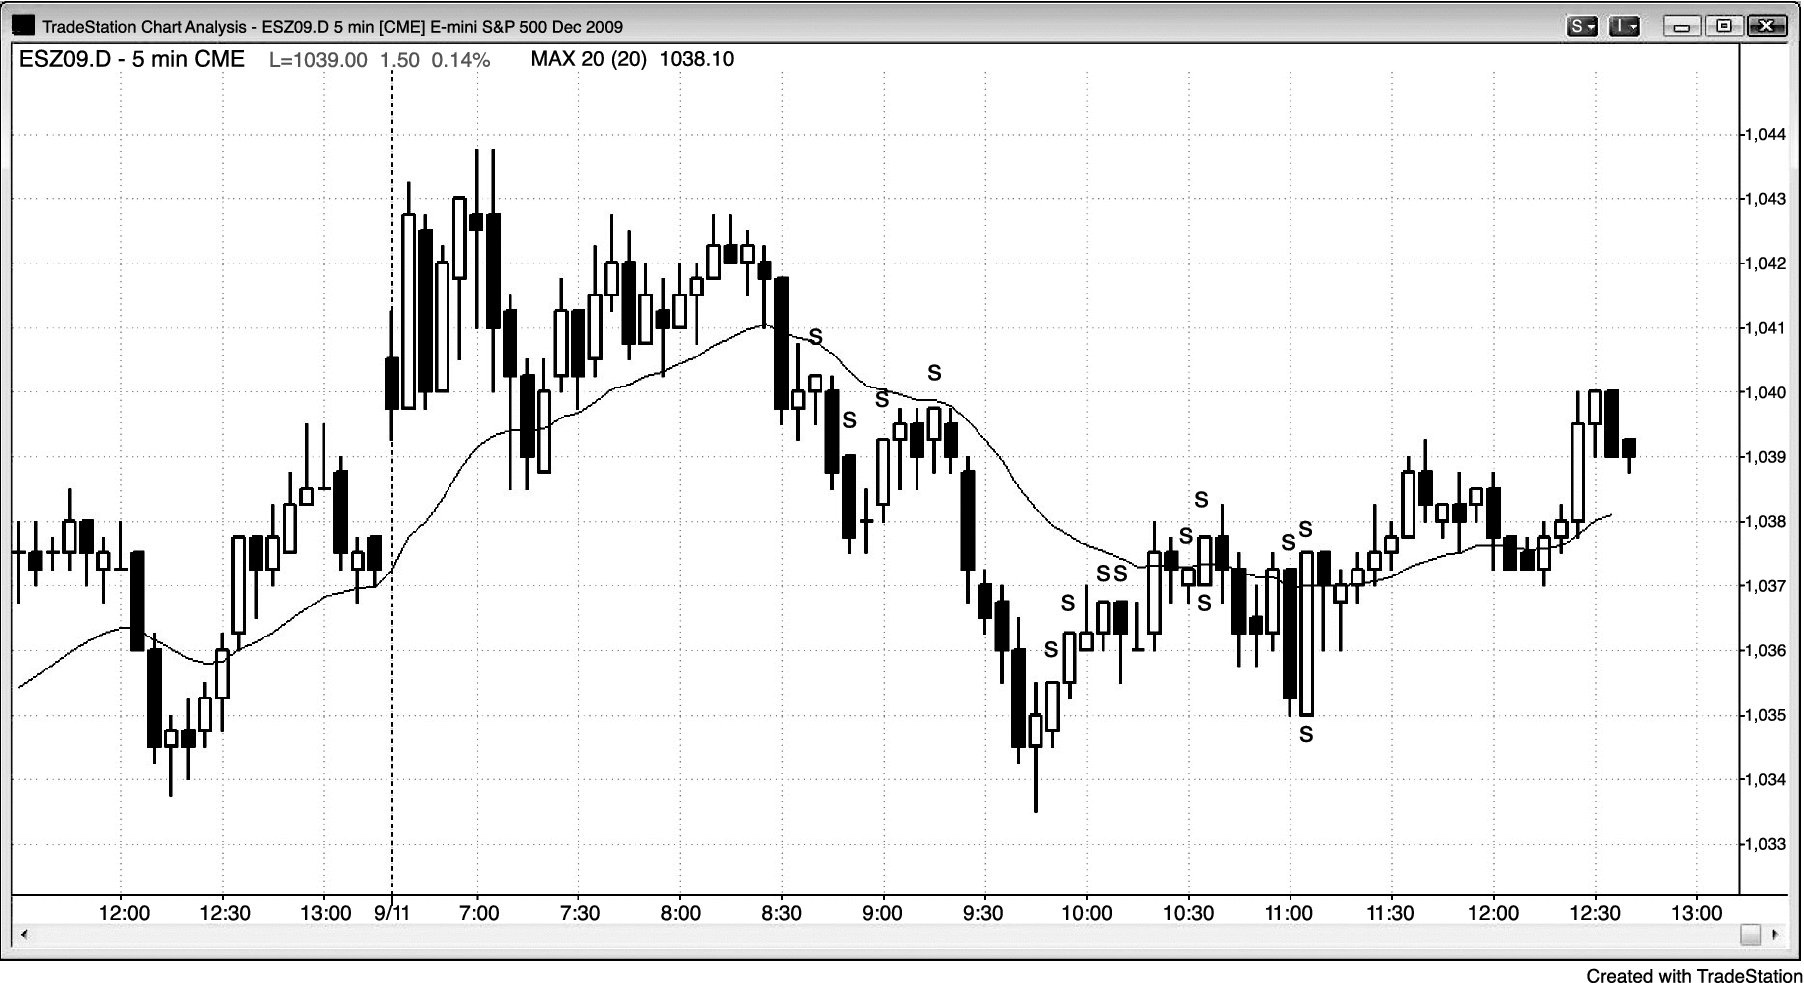 TradeStation Chart Analysis - ESZ09.D 5 min [CME] E-mini S&P 500 Dec 2009
S I
ESZ09.D - 5 min CME L=1039.00 1.50 0.14% MAX 20 (20) 1038.10
1,044
1,043
1,042
1,041
S
S
1,040
S
S
1,039
S
1,038
S
S
S
SS
1,037
S
S
1,036
S
1,035
S
1,034
1,033
12:00 12:30 13:00 9/11 7:00 7:30 8:00 8:30 9:00 9:30 10:00 10:30 11:00 11:30 12:00 12:30 13:00
Created with TradeStation